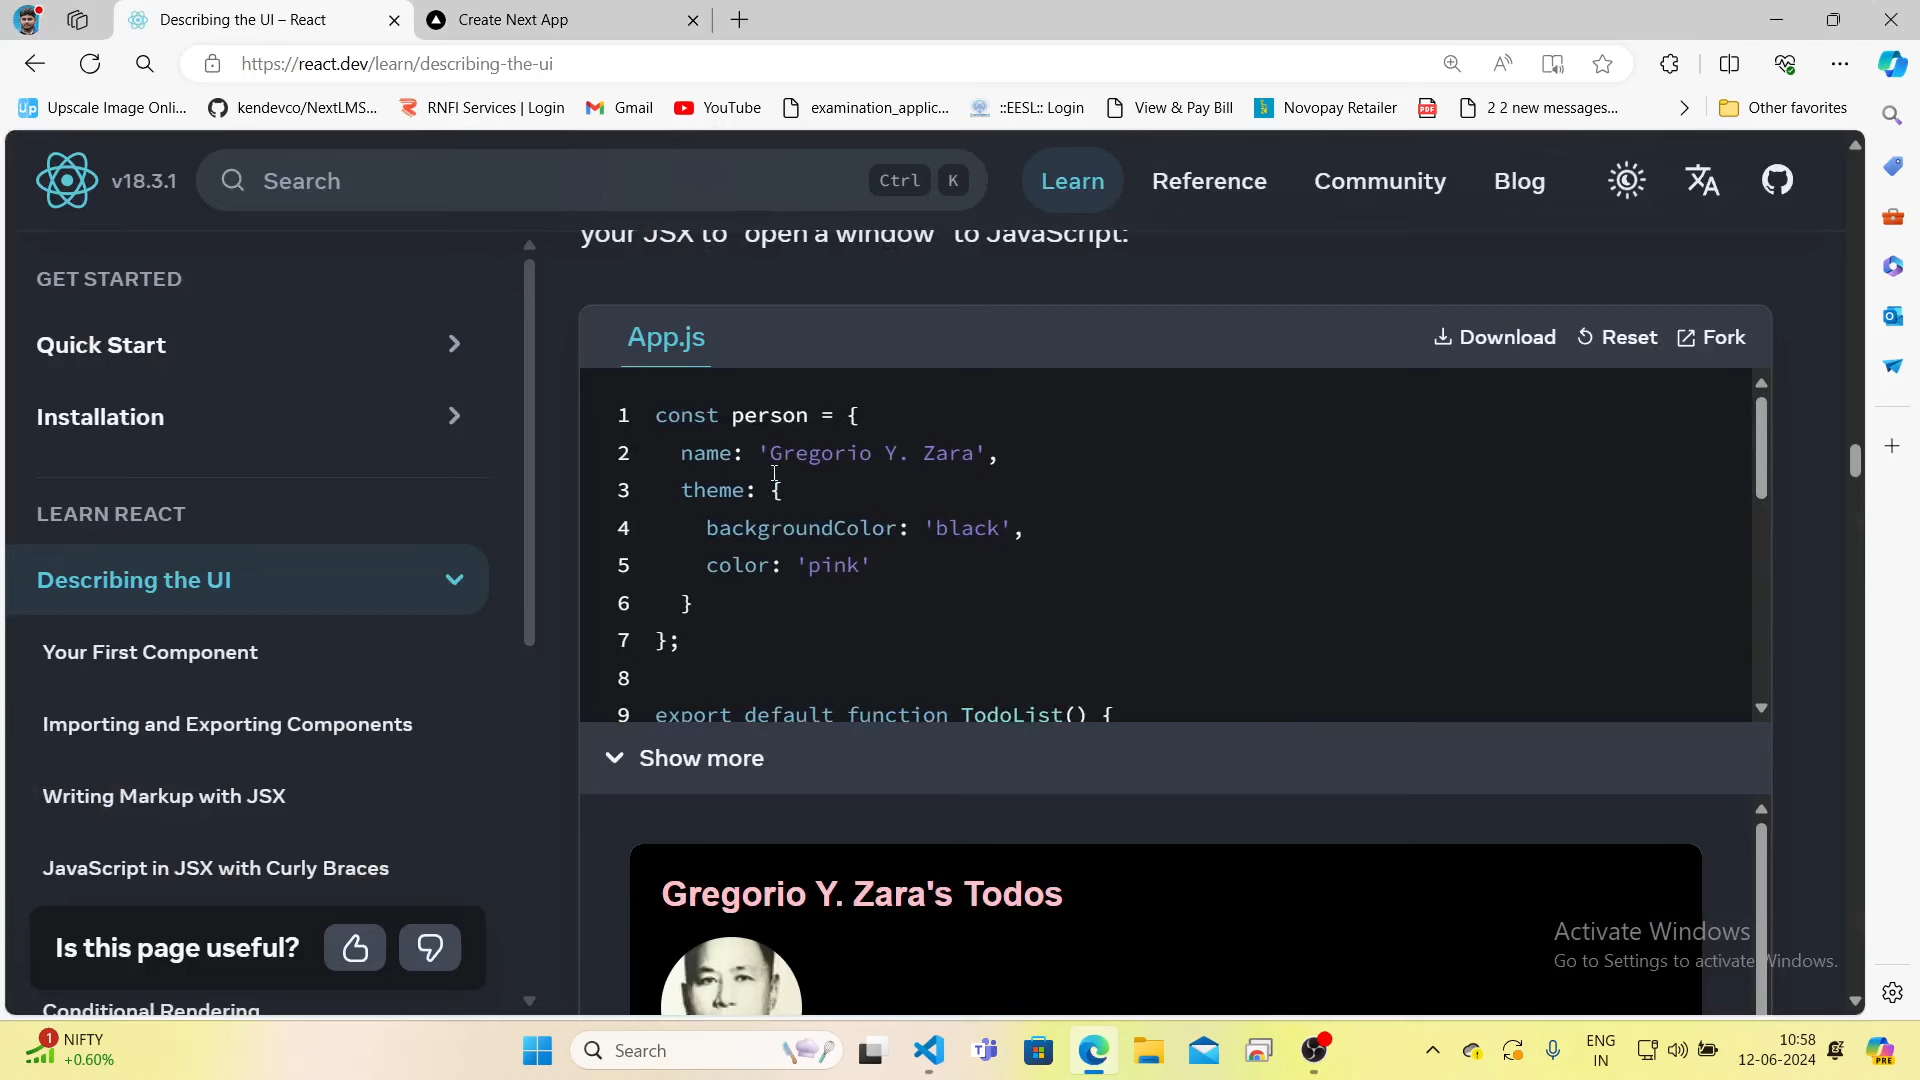 Describing the UI – React
Create Next App
https://react.dev/learn/describing-the-ui
Upscale Image Onli...
kendevco/NextLMS...
RNFI Services | Login
Gmail
YouTube
examination_applic...
::EESL:: Login
View & Pay Bill
Novopay Retailer
2 2 new messages...
Other favorites
v18.3.1
Search
Ctrl K
Learn
Reference
Community
Blog
your JSX to "open a window" to JavaScript:
GET STARTED
Quick Start
Installation
LEARN REACT
Describing the UI
Your First Component
Importing and Exporting Components
Writing Markup with JSX
JavaScript in JSX with Curly Braces
Conditional Rendering
Is this page useful?
App.js
Download
Reset
Fork
1 const person = {
2 name: 'Gregorio Y. Zara',
3 theme: {
4 backgroundColor: 'black',
5 color: 'pink'
6 }
7 };
8
9 export default function TodoList() {
Show more
Gregorio Y. Zara's Todos
Activate Windows
Go to Settings to activate Windows.
1
NIFTY
+0.60%
Search
ENG
IN
10:58
12-06-2024
PRE